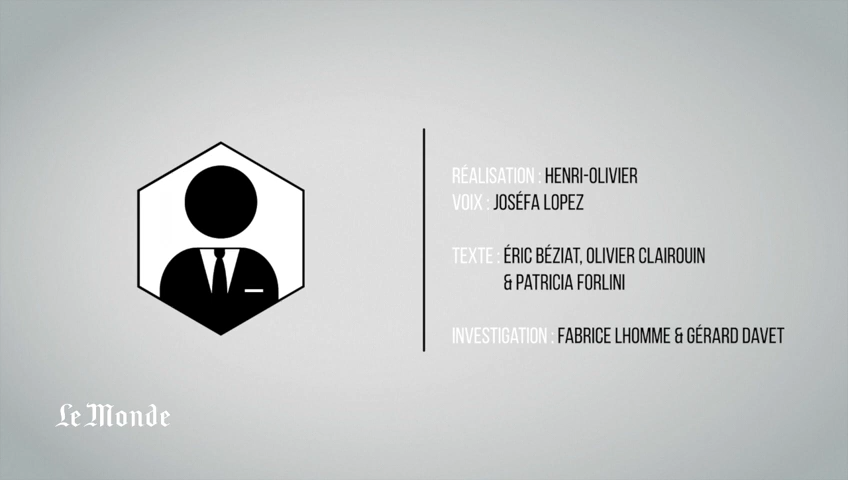 RÉALISATION : HENRI-OLIVIER
VOIX : JOSÉFA LOPEZ
TEXTE : ÉRIC BÉZIAT, OLIVIER CLAIROUIN
& PATRICIA FORLINI
INVESTIGATION : FABRICE LHOMME & GÉRARD DAVET
Le Monde